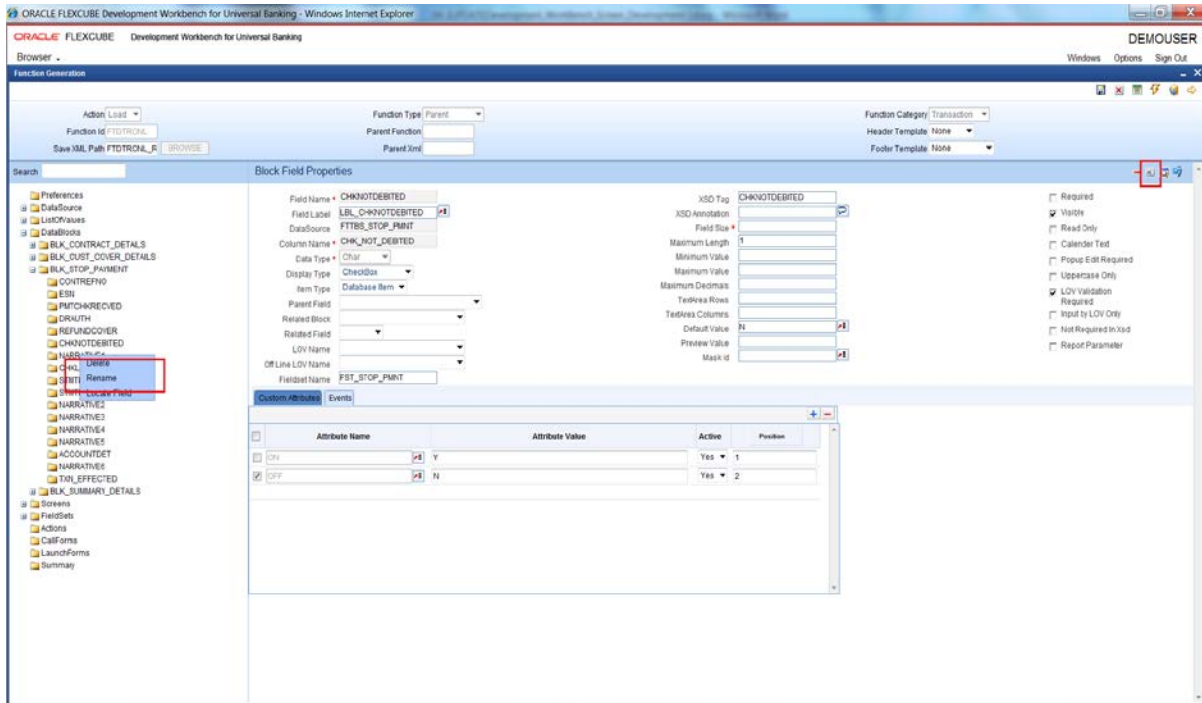 ORACLE FLEXCUBE Development Workbench for Universal Banking - Windows Internet Explorer
ORACLE FLEXCUBE Development Workbench for Universal Banking
DEMOUSER
Browser
Windows Options Sign Out
Function Generation
Action Load
Function Type Parent
Function Category Transaction
Function Id FTDTRONL
Parent Function
Header Template None
Save XML Path FTDTRONL_R BROWSE
Parent Xml
Footer Template None
Search
Preferences
DataSource
ListOfValues
DataBlocks
BLK_CONTRACT_DETAILS
BLK_CUST_COVER_DETAILS
BLK_STOP_PAYMENT
CONTREFNO
ESN
PMTCHKRECVED
DRAUTH
REFUNDCOVER
CHKNOTDEBITED
Delete
Rename
Locate Field
NARRATIVE2
NARRATIVE3
NARRATIVE4
NARRATIVE5
ACCOUNTDET
NARRATIVE6
TXN_EFFECTED
BLK_SUMMARY_DETAILS
Screens
FieldSets
Actions
CallForms
LaunchForms
Summary
Block Field Properties
Field Name * CHKNOTDEBITED
Field Label LBL_CHKNOTDEBITED
DataSource FTTBS_STOP_PMNT
Column Name * CHK_NOT_DEBITED
Data Type * Char
Display Type CheckBox
Item Type Database Item
Parent Field
Related Block
Related Field
LOV Name
Off Line LOV Name
Fieldset Name FST_STOP_PMNT
XSD Tag CHKNOTDEBITED
XSD Annotation
Field Size *
Maximum Length 1
Minimum Value
Maximum Value
Maximum Decimals
TextArea Rows
TextArea Columns
Default Value N
Preview Value
Mask Id
Required
Visible
Read Only
Calender Text
Popup Edit Required
Uppercase Only
LOV Validation
Required
Input by LOV Only
Not Required In Xsd
Report Parameter
Custom Attributes Events
Attribute Name Attribute Value Active Position
ON Y Yes 1
OFF N Yes 2